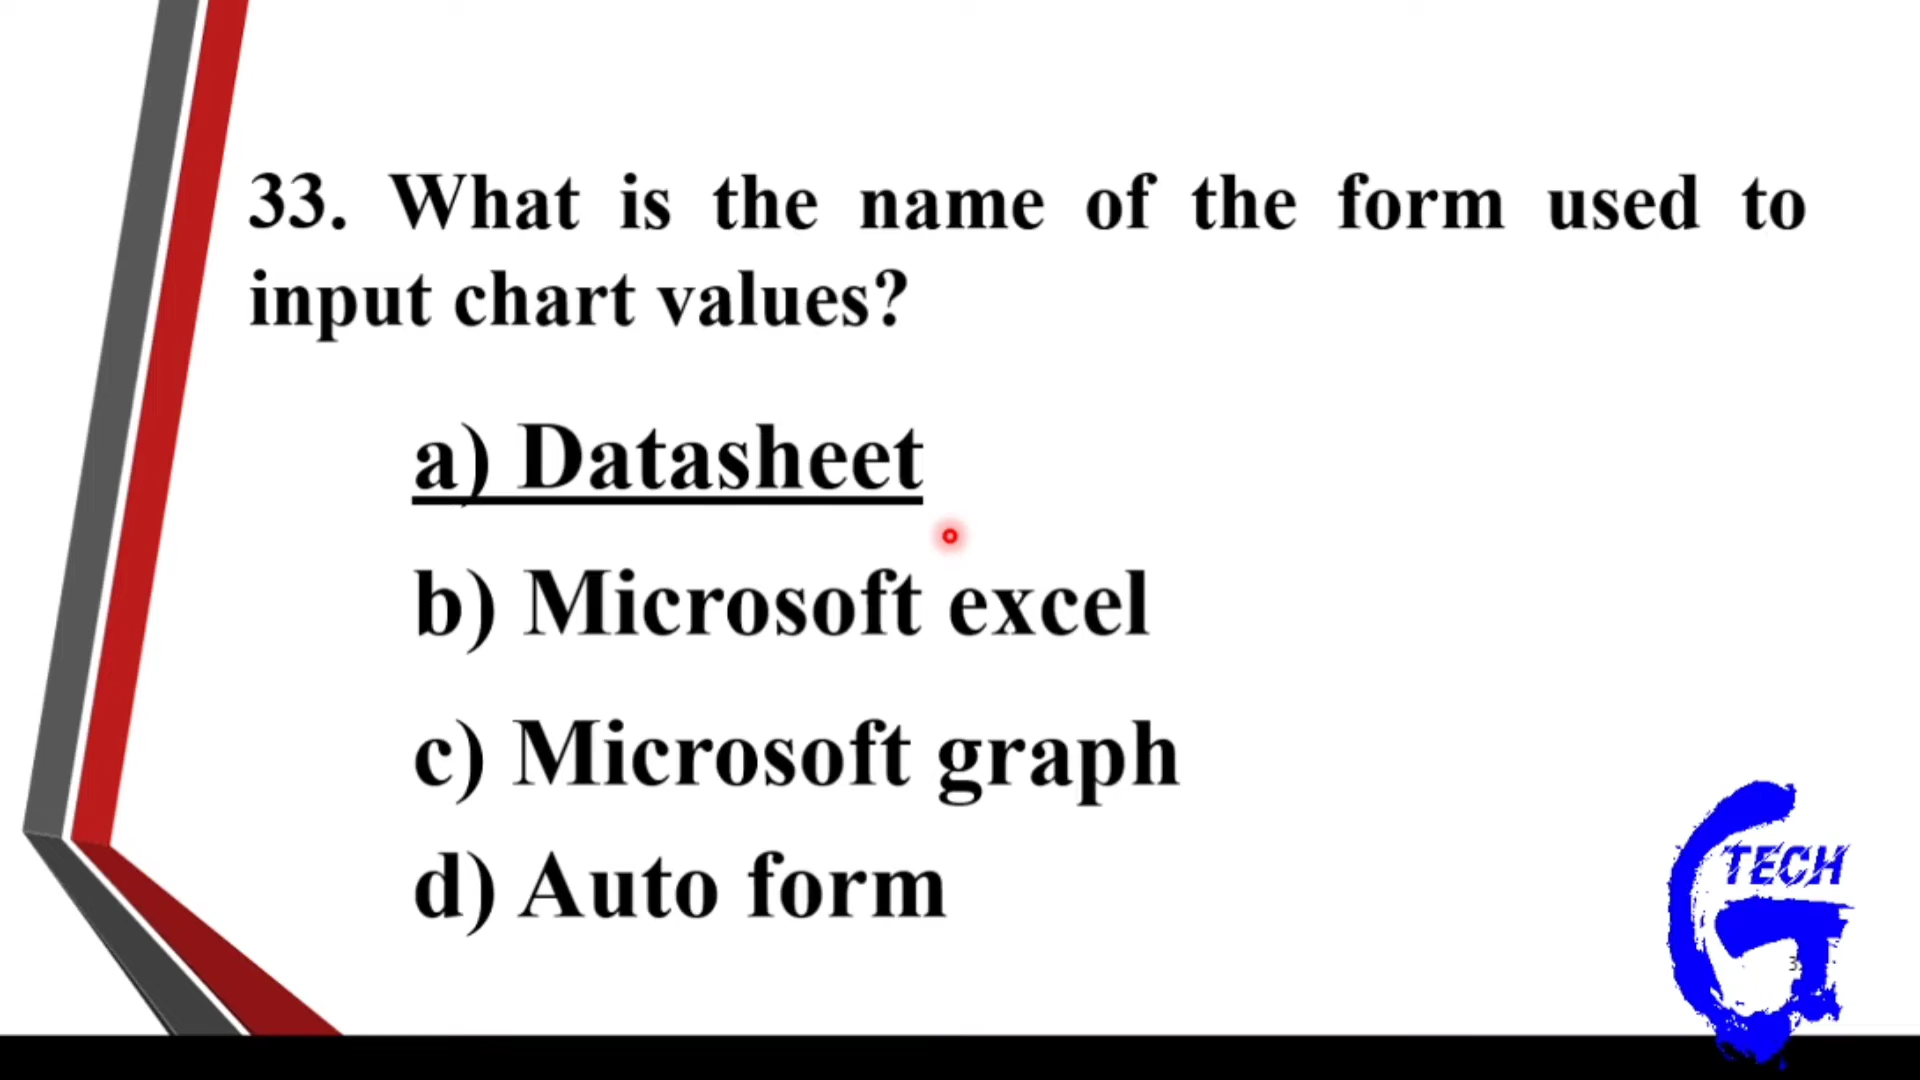 33. What is the name of the form used to
input chart values?
a) Datasheet
b) Microsoft excel
c) Microsoft graph
d) Auto form
TECH